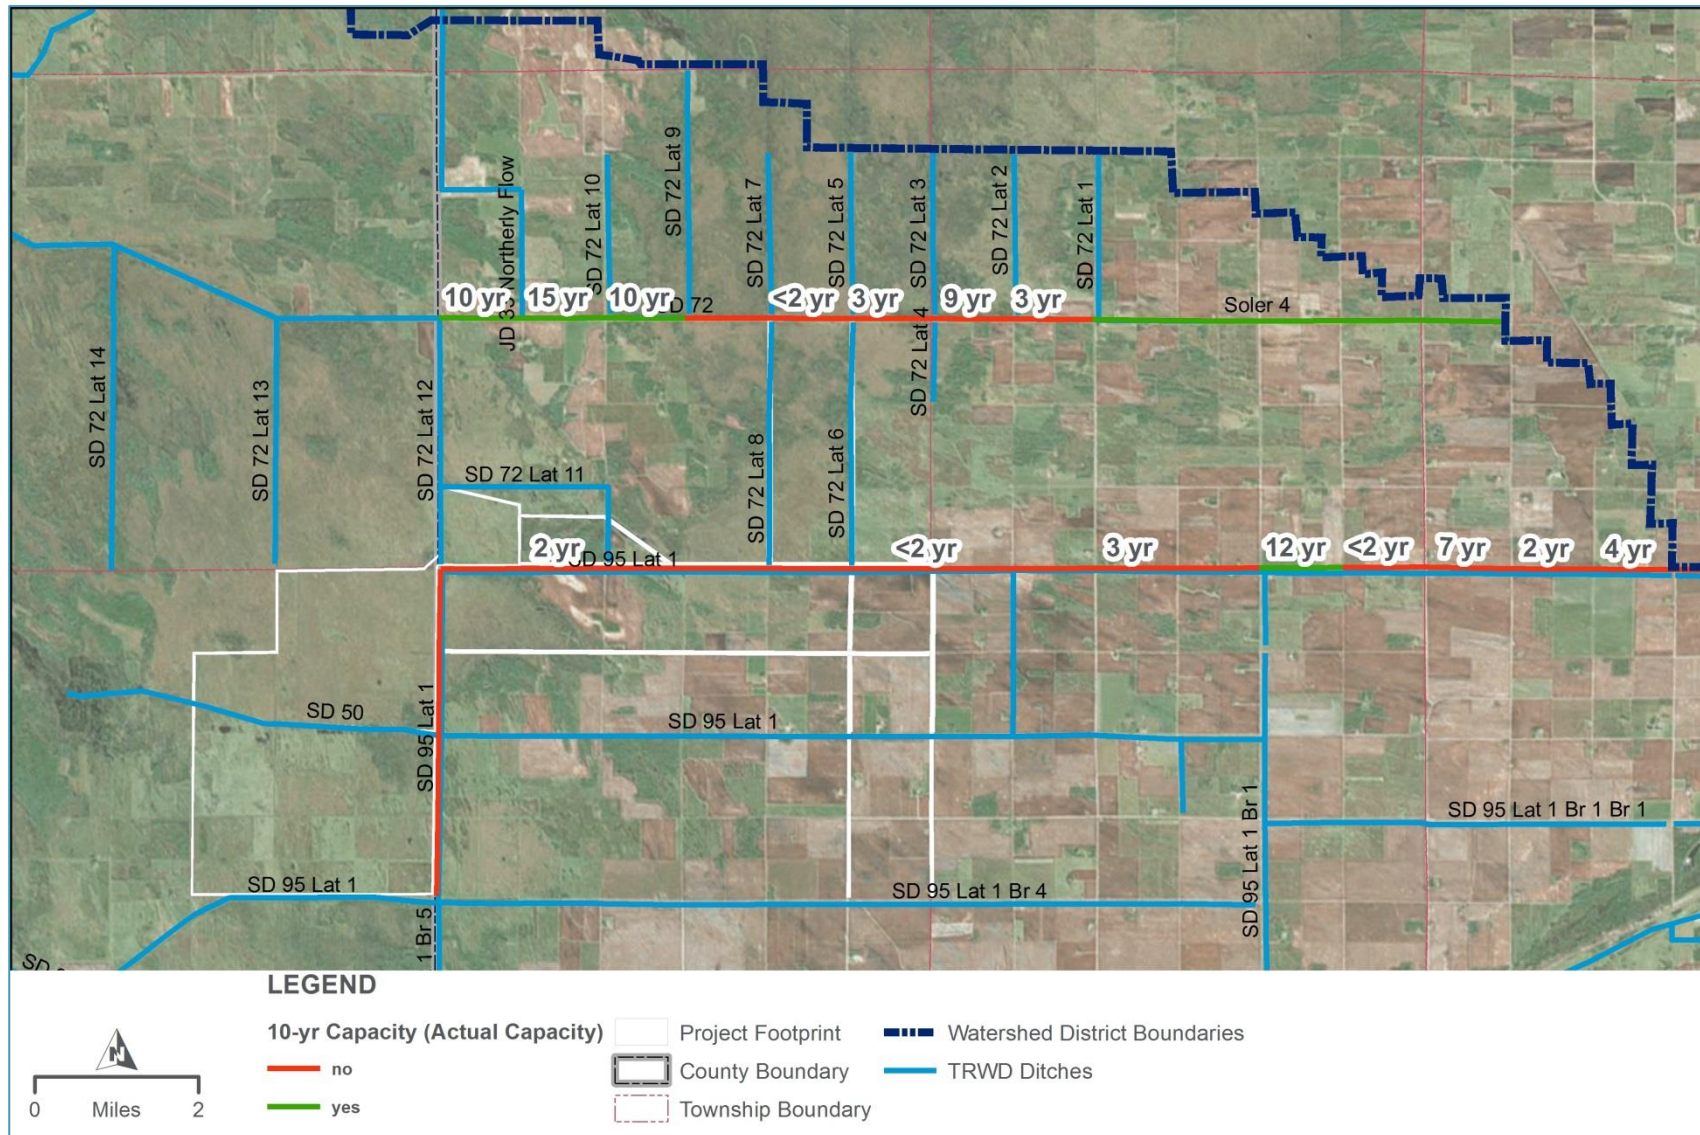 SD 72 Lat 9
JD 35 Northerly Flow
SD 72 Lat 10
SD 72 Lat 7
SD 72 Lat 5
SD 72 Lat 3
SD 72 Lat 2
SD 72 Lat 1
10 yr
15 yr
10 yr
SD 72
<2 yr
3 yr
9 yr
3 yr
Soler 4
SD 72 Lat 14
SD 72 Lat 13
SD 72 Lat 12
SD 72 Lat 8
SD 72 Lat 6
SD 72 Lat 4
SD 72 Lat 11
2 yr
JD 95 Lat 1
<2 yr
3 yr
12 yr
<2 yr
7 yr
2 yr
4 yr
SD 50
SD 95 Lat 1
SD 95 Lat 1
SD 95 Lat 1 Br 1
SD 95 Lat 1 Br 1 Br 1
SD 95 Lat 1
SD 95 Lat 1 Br 4
1 Br 5
LEGEND
10-yr Capacity (Actual Capacity)
no
yes
Project Footprint
County Boundary
Township Boundary
Watershed District Boundaries
TRWD Ditches
N
0 Miles 2